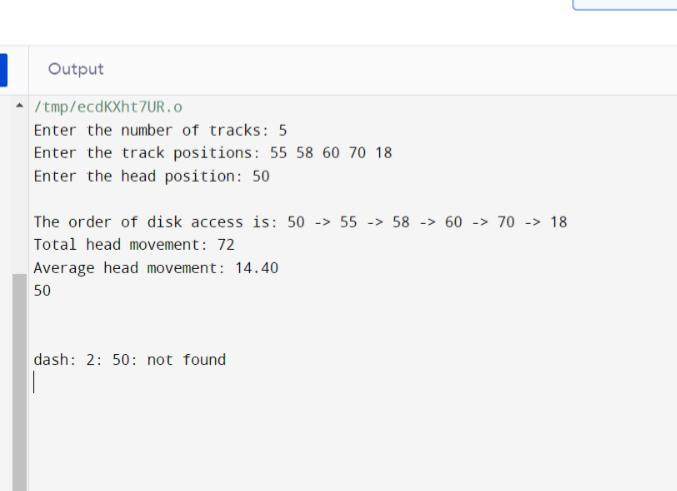 Output
/tmp/ecdKXht7UR.o
Enter the number of tracks: 5
Enter the track positions: 55 58 60 70 18
Enter the head position: 50
The order of disk access is: 50 -> 55 -> 58 -> 60 -> 70 -> 18
Total head movement: 72
Average head movement: 14.40
50
dash: 2: 50: not found